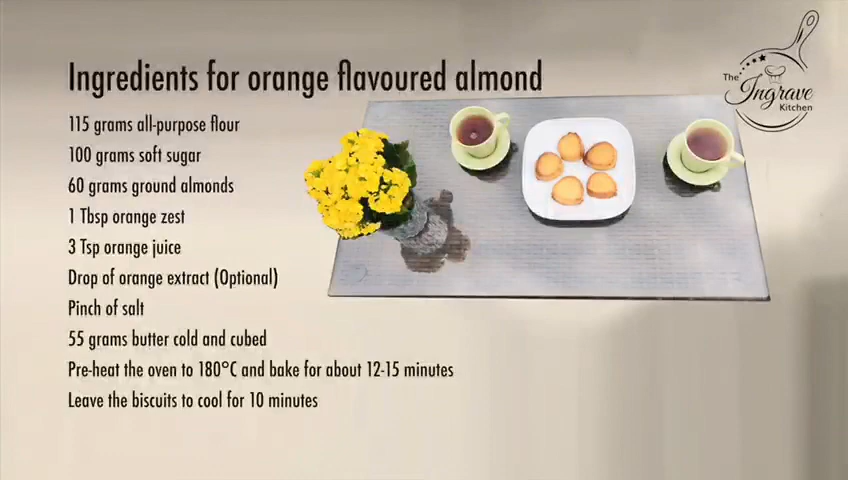 Ingredients for orange flavoured almond
115 grams all-purpose flour
100 grams soft sugar
60 grams ground almonds
1 Tbsp orange zest
3 Tsp orange juice
Drop of orange extract (Optional)
Pinch of salt
55 grams butter cold and cubed
Pre-heat the oven to 180°C and bake for about 12-15 minutes
Leave the biscuits to cool for 10 minutes
The
Ingrave
Kitchen